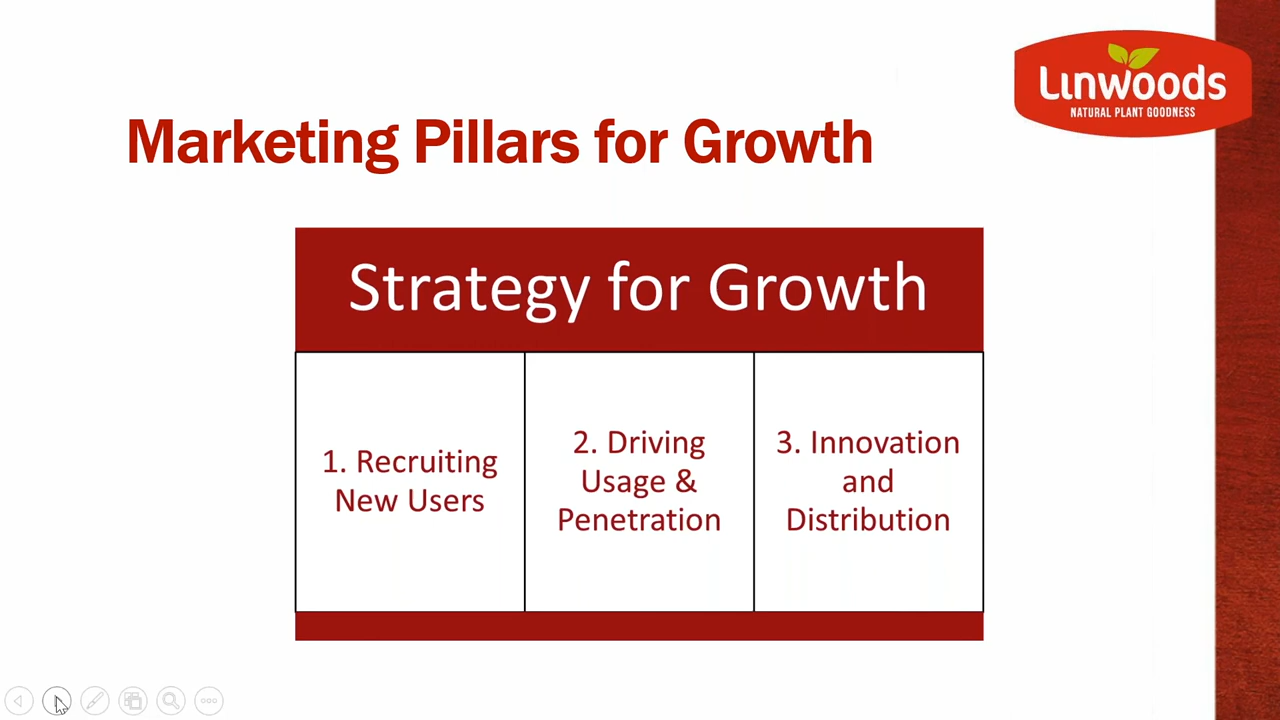 Linwoods
NATURAL PLANT GOODNESS
Marketing Pillars for Growth
Strategy for Growth
1. Recruiting
New Users
2. Driving
Usage &
Penetration
3. Innovation
and
Distribution